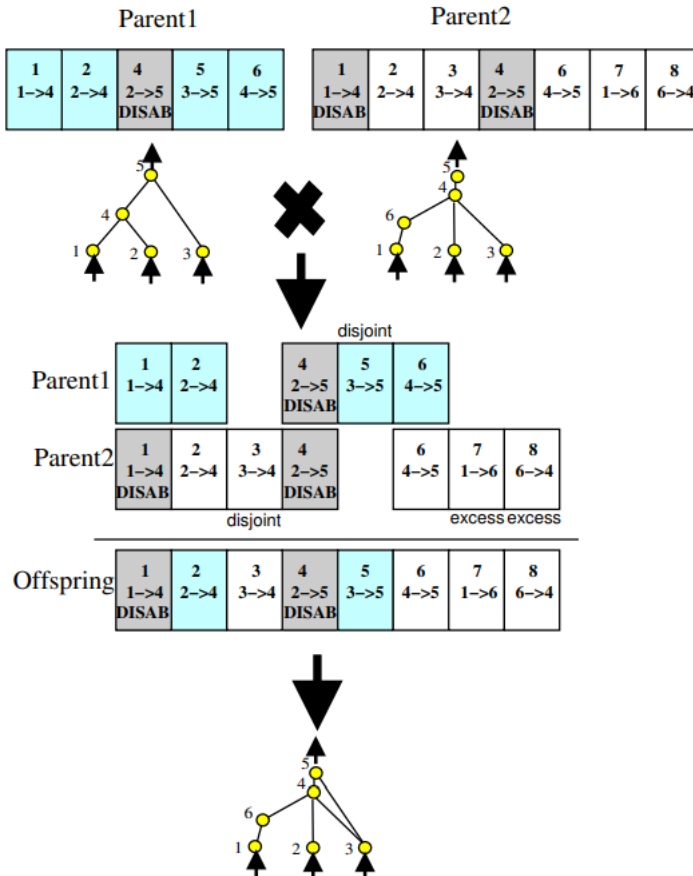 Parent1 Parent2
1 2 4 5 6 1 2 3 4 6 7 8
1->4 2->4 2->5 3->5 4->5 1->4 2->4 3->4 2->5 4->5 1->6 6->4
DISAB DISAB DISAB
5 5
4 4
6
1 2 3 1 2 3
disjoint
1 2 4 5 6
Parent1
1->4 2->4 2->5 3->5 4->5
DISAB
1 2 3 4 6 7 8
Parent2
1->4 2->4 3->4 2->5 4->5 1->6 6->4
DISAB DISAB
disjoint excess excess
1 2 3 4 5 6 7 8
Offspring
1->4 2->4 3->4 2->5 3->5 4->5 1->6 6->4
DISAB DISAB
5
4
6
1 2 3